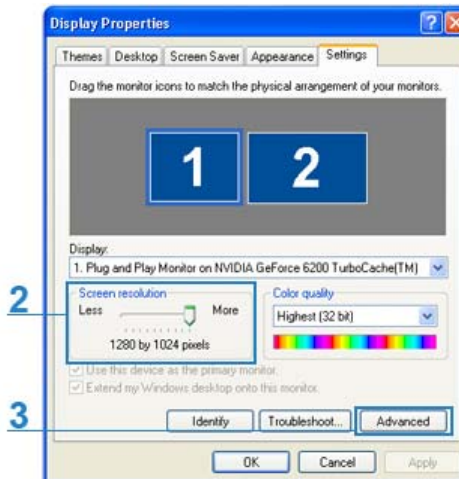 Display Properties
Themes Desktop Screen Saver Appearance Settings
Drag the monitor icons to match the physical arrangement of your monitors.
1 2
Display:
1. Plug and Play Monitor on NVIDIA GeForce 6200 TurboCache(TM)
2
Screen resolution
Less More
1280 by 1024 pixels
Color quality
Highest (32 bit)
Use this device as the primary monitor.
Extend my Windows desktop onto this monitor.
3
Identify Troubleshoot... Advanced
OK Cancel Apply